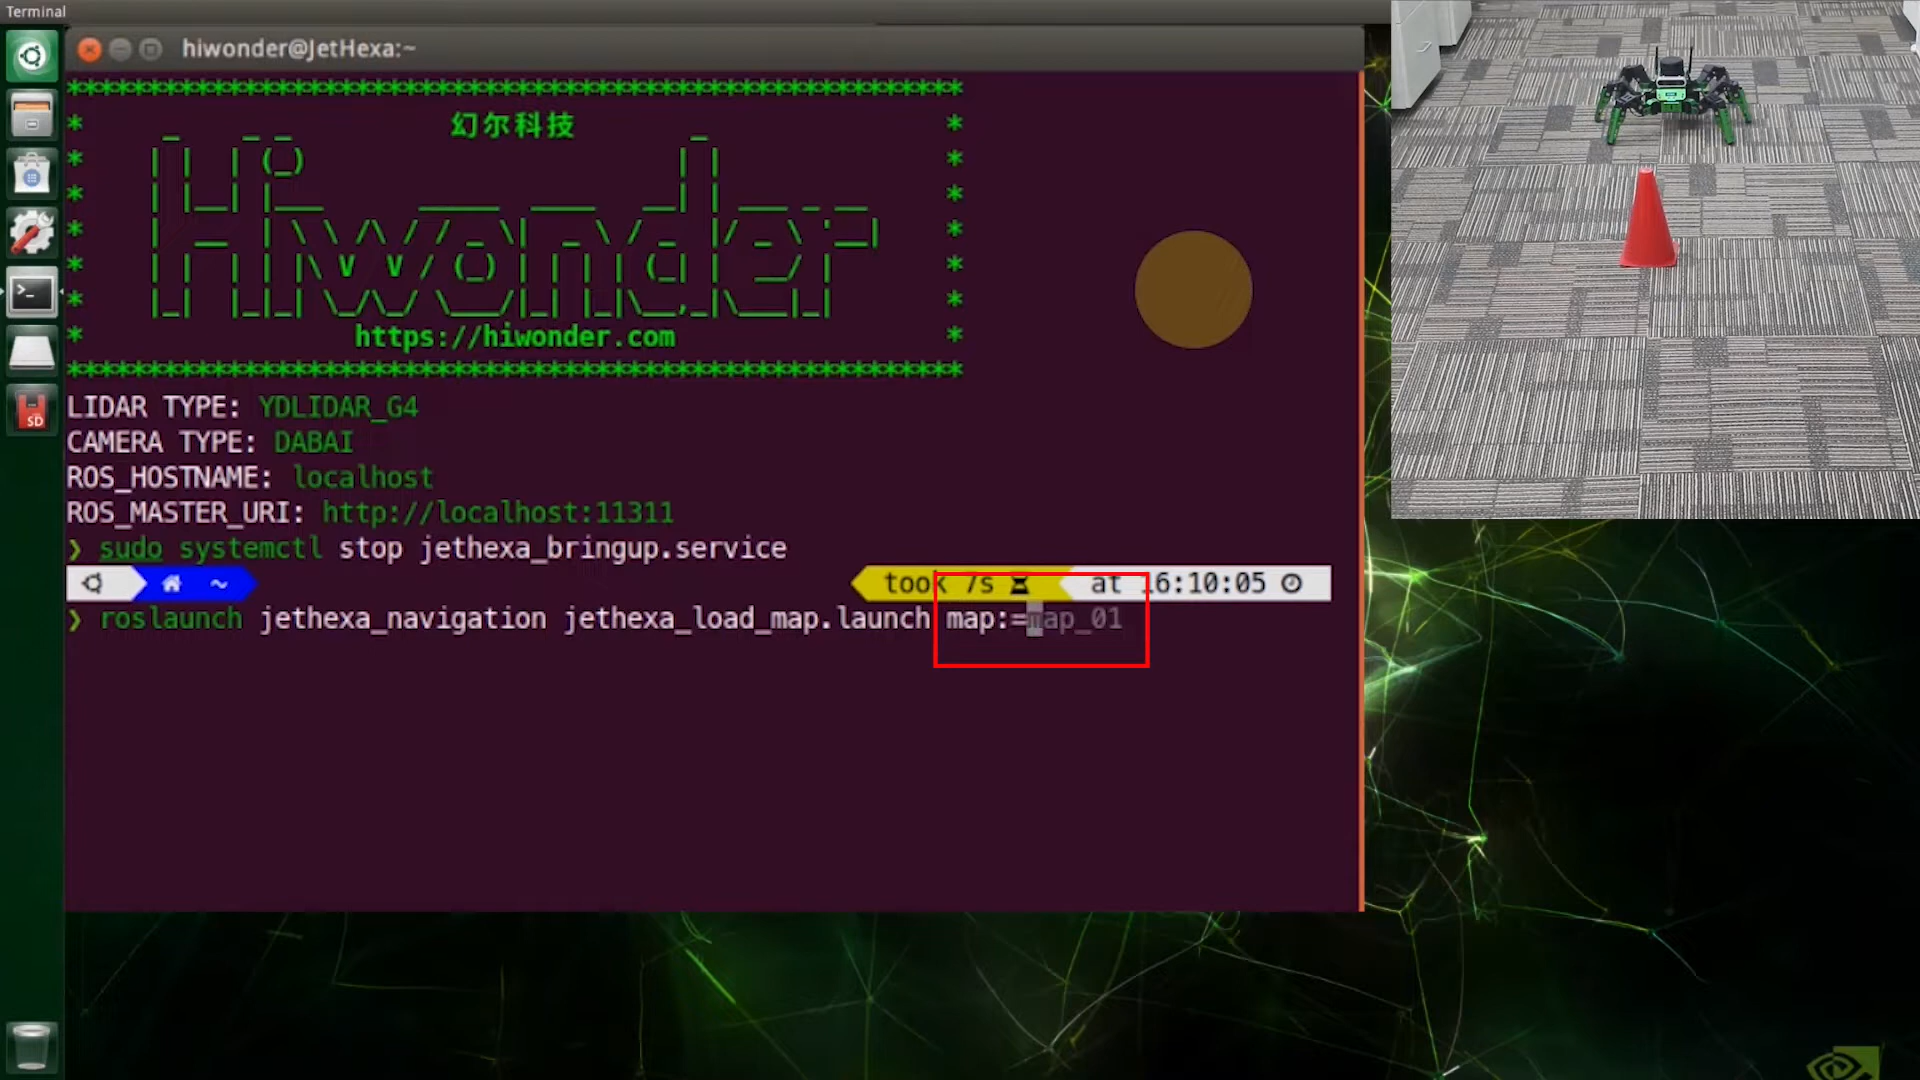 Terminal
hiwonder@JetHexa:~
幻尔科技
Hiwonder
https://hiwonder.com
LIDAR TYPE: YDLIDAR_G4
CAMERA TYPE: DABAI
ROS_HOSTNAME: localhost
ROS_MASTER_URI: http://localhost:11311
❯ sudo systemctl stop jethexa_bringup.service
~ took 7s at 16:10:05
❯ roslaunch jethexa_navigation jethexa_load_map.launch map:=map_01
SD